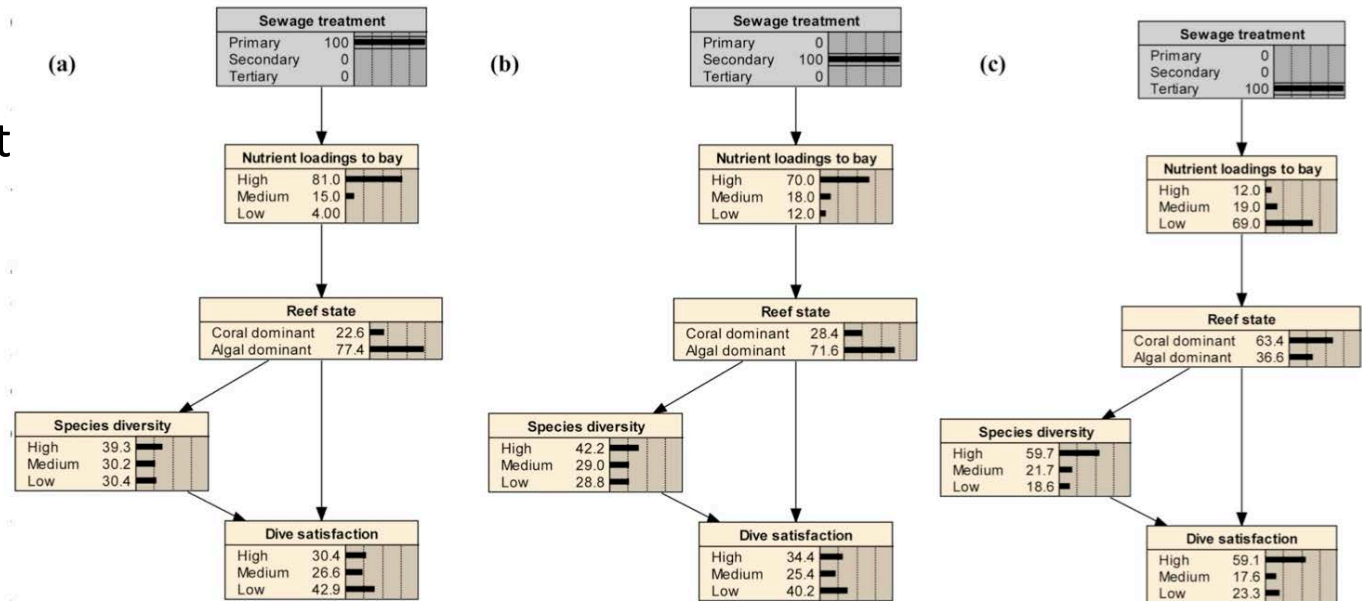 t
(a)
Sewage treatment
Primary 100
Secondary 0
Tertiary 0
Nutrient loadings to bay
High 81.0
Medium 15.0
Low 4.00
Reef state
Coral dominant 22.6
Algal dominant 77.4
Species diversity
High 39.3
Medium 30.2
Low 30.4
Dive satisfaction
High 30.4
Medium 26.6
Low 42.9
(b)
Sewage treatment
Primary 0
Secondary 100
Tertiary 0
Nutrient loadings to bay
High 70.0
Medium 18.0
Low 12.0
Reef state
Coral dominant 28.4
Algal dominant 71.6
Species diversity
High 42.2
Medium 29.0
Low 28.8
Dive satisfaction
High 34.4
Medium 25.4
Low 40.2
(c)
Sewage treatment
Primary 0
Secondary 0
Tertiary 100
Nutrient loadings to bay
High 12.0
Medium 19.0
Low 69.0
Reef state
Coral dominant 63.4
Algal dominant 36.6
Species diversity
High 59.7
Medium 21.7
Low 18.6
Dive satisfaction
High 59.1
Medium 17.6
Low 23.3